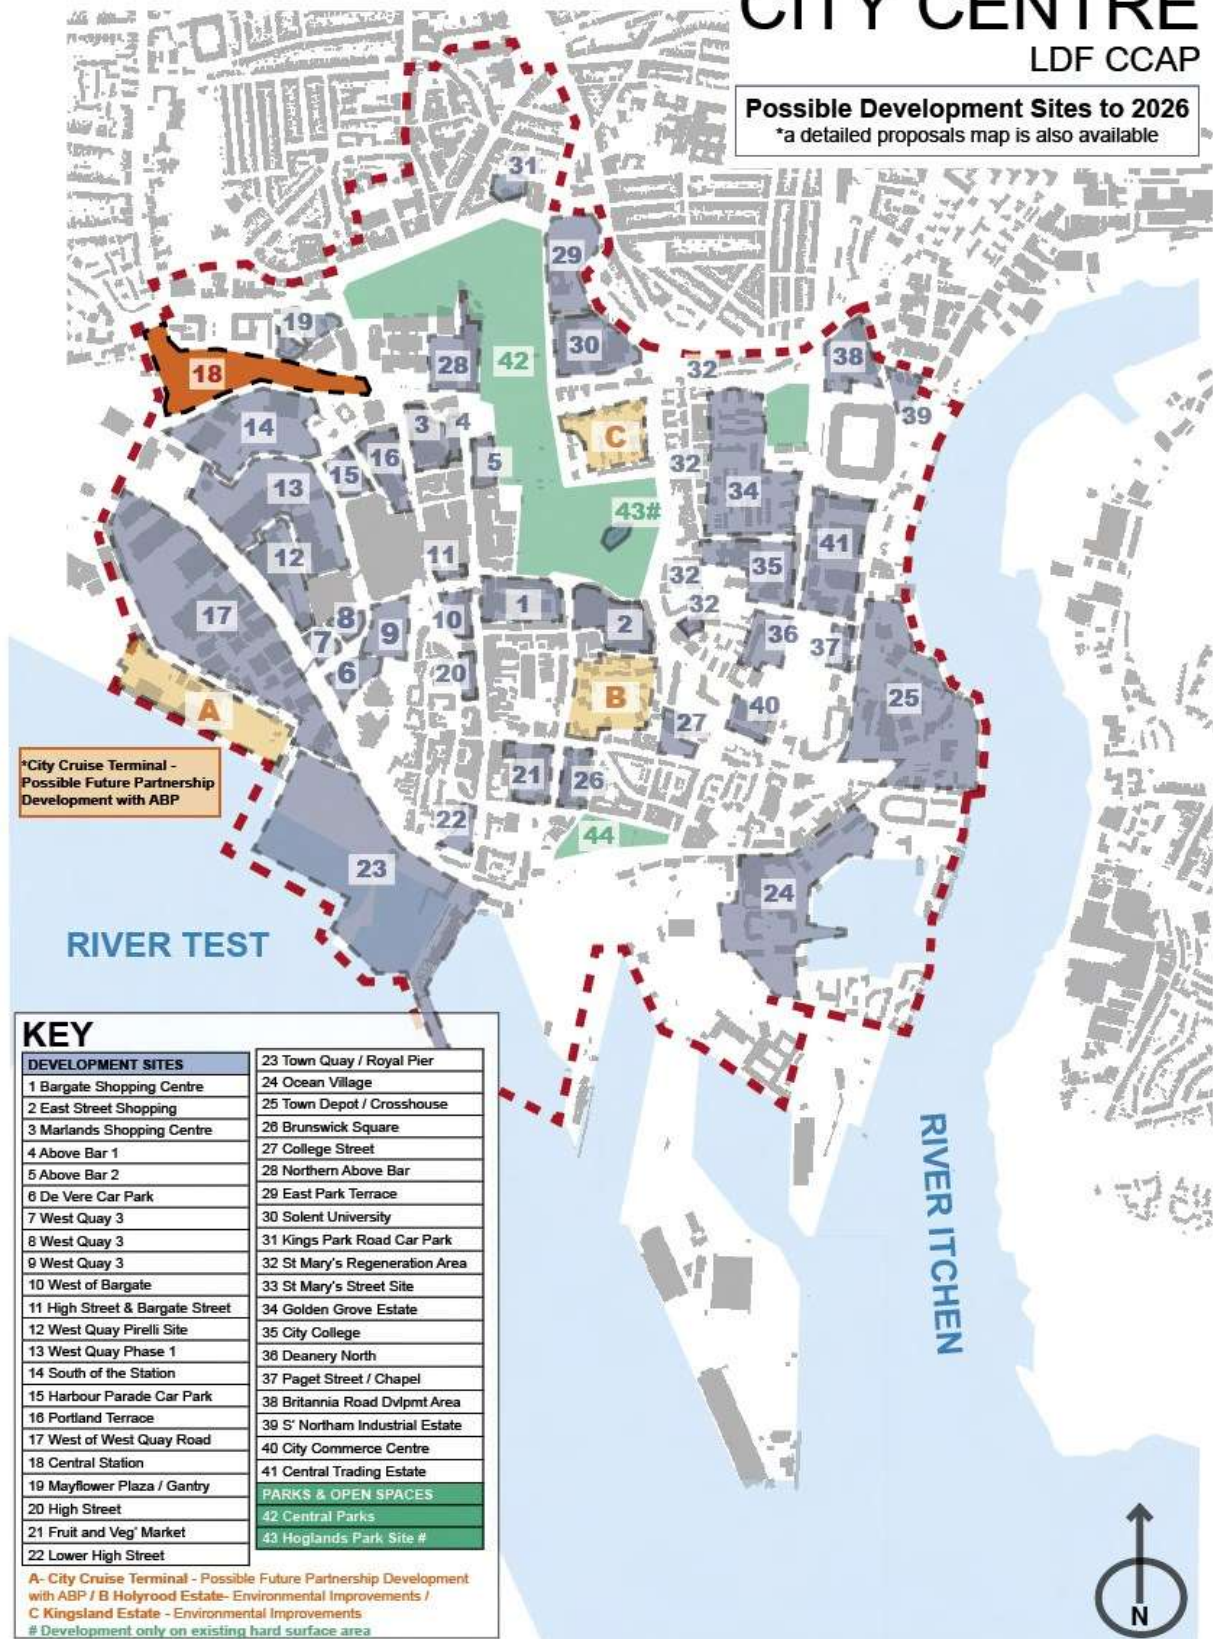 CITY CENTRE
LDF CCAP
Possible Development Sites to 2026
*a detailed proposals map is also available
31
29
19
30
38
42
32
28
18
39
C
3
4
14
16
5
32
15
13
34
43#
41
11
12
35
32
1
32
17
8
10
2
9
36
7
37
6
20
B
25
40
A
27
*City Cruise Terminal -
Possible Future Partnership
Development with ABP
21
26
22
44
23
24
RIVER TEST
RIVER ITCHEN
KEY
DEVELOPMENT SITES
1 Bargate Shopping Centre
2 East Street Shopping
3 Marlands Shopping Centre
4 Above Bar 1
5 Above Bar 2
6 De Vere Car Park
7 West Quay 3
8 West Quay 3
9 West Quay 3
10 West of Bargate
11 High Street & Bargate Street
12 West Quay Pirelli Site
13 West Quay Phase 1
14 South of the Station
15 Harbour Parade Car Park
16 Portland Terrace
17 West of West Quay Road
18 Central Station
19 Mayflower Plaza / Gantry
20 High Street
21 Fruit and Veg' Market
22 Lower High Street
23 Town Quay / Royal Pier
24 Ocean Village
25 Town Depot / Crosshouse
26 Brunswick Square
27 College Street
28 Northern Above Bar
29 East Park Terrace
30 Solent University
31 Kings Park Road Car Park
32 St Mary's Regeneration Area
33 St Mary's Street Site
34 Golden Grove Estate
35 City College
36 Deanery North
37 Paget Street / Chapel
38 Britannia Road Dvlpmt Area
39 S' Northam Industrial Estate
40 City Commerce Centre
41 Central Trading Estate
PARKS & OPEN SPACES
42 Central Parks
43 Hoglands Park Site #
A- City Cruise Terminal - Possible Future Partnership Development
with ABP / B Holyrood Estate- Environmental Improvements /
C Kingsland Estate - Environmental Improvements
# Development only on existing hard surface area
N